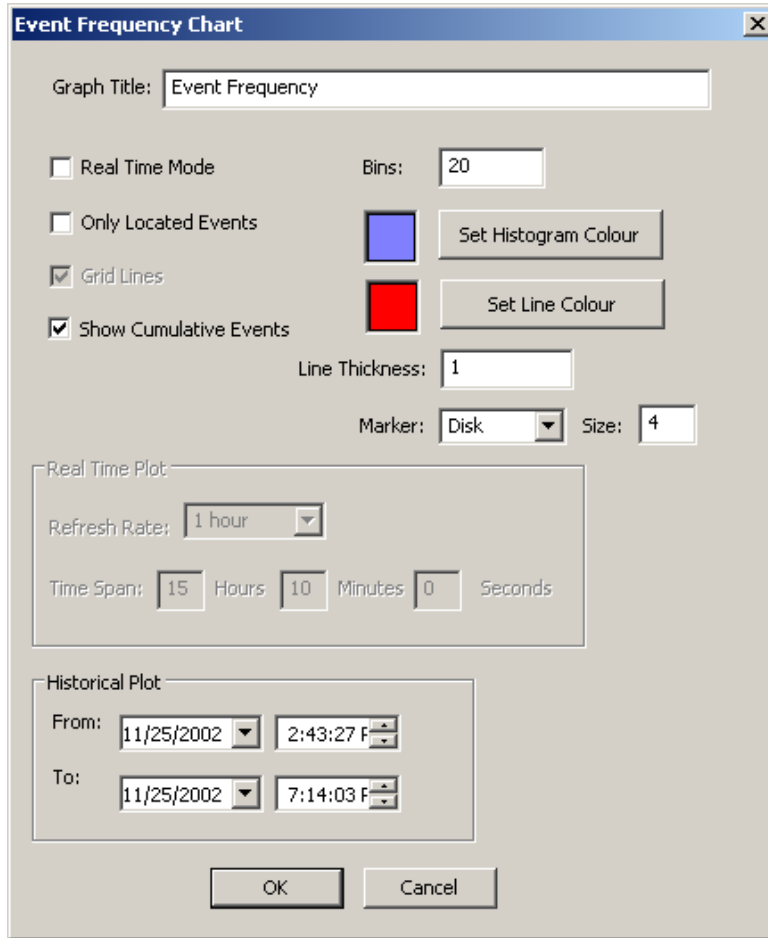 Event Frequency Chart
Graph Title: Event Frequency
Real Time Mode
Bins: 20
Only Located Events
Set Histogram Colour
Grid Lines
Set Line Colour
Show Cumulative Events
Line Thickness: 1
Marker: Disk Size: 4
Real Time Plot
Refresh Rate: 1 hour
Time Span: 15 Hours 10 Minutes 0 Seconds
Historical Plot
From: 11/25/2002 2:43:27 F
To: 11/25/2002 7:14:03 F
OK Cancel